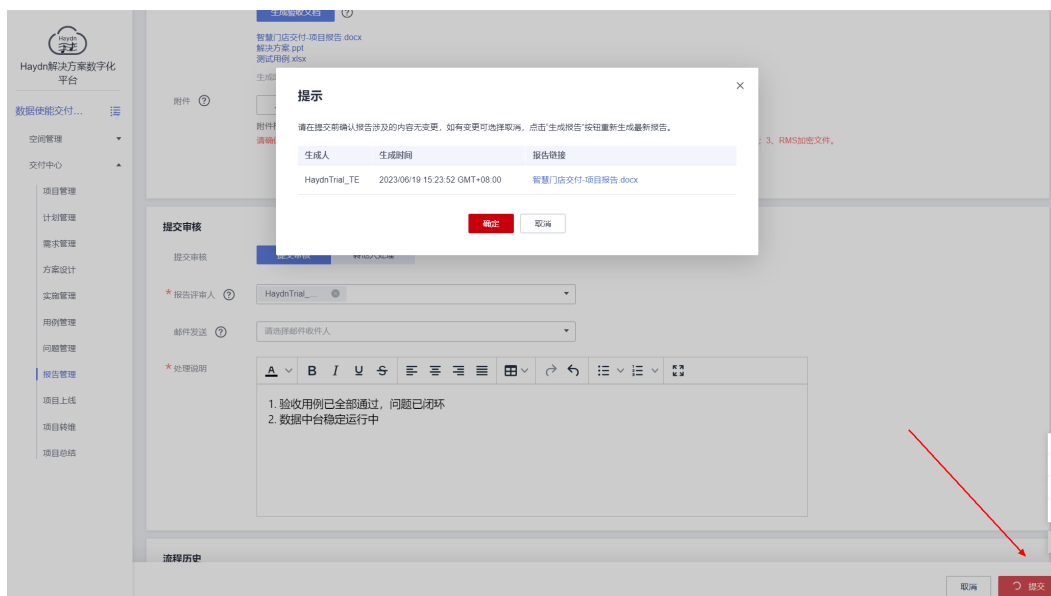 生成验收文档
Haydn
Haydn解决方案数字化
平台
数据使能交付...
空间管理
交付中心
项目管理
计划管理
需求管理
方案设计
实施管理
用例管理
问题管理
报告管理
项目上线
项目转维
项目总结
智慧门店交付-项目报告.docx
解决方案.ppt
测试用例.xlsx
附件
；3、RMS加密文件。
提示
请在提交前确认报告涉及的内容无变更，如有变更可选择取消，点击"生成报告"按钮重新生成最新报告。
生成人 生成时间 报告链接
HaydnTrial_TE 2023/06/19 15:23:52 GMT+08:00 智慧门店交付-项目报告.docx
确定 取消
提交审核
提交审核 提交审核
* 报告评审人 HaydnTrial_...
邮件发送 请选择邮件收件人
* 处理说明
A B I U S
1. 验收用例已全部通过，问题已闭环
2. 数据中台稳定运行中
流程历史
取消 提交